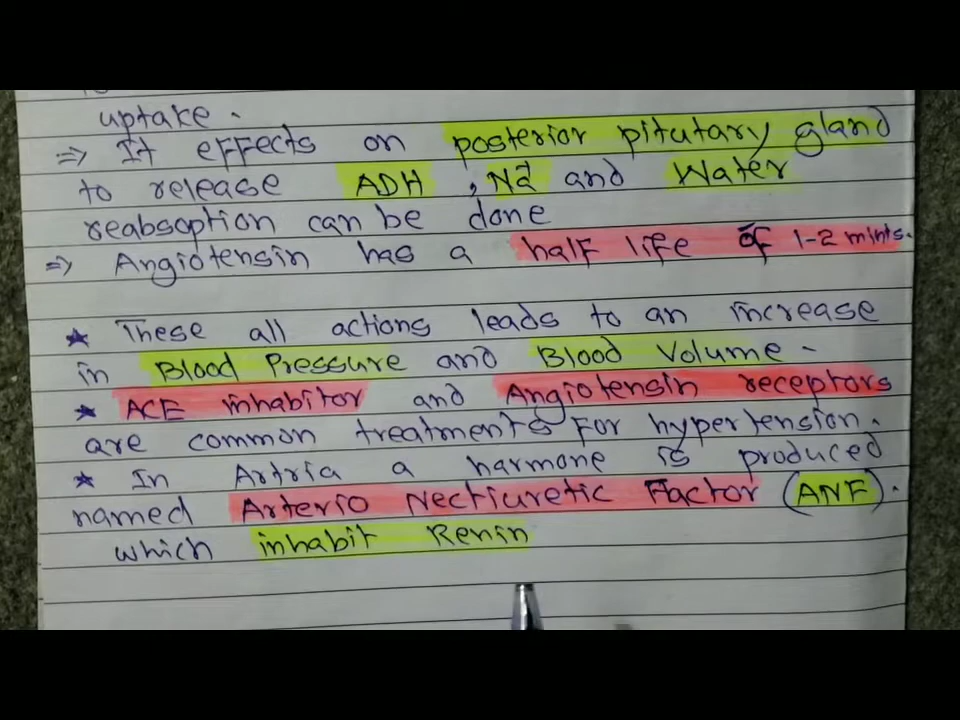 uptake.
⇒ It effects on posterior pitutary gland
to release ADH , Na⁺ and Water
reabsoption can be done
⇒ Angiotensin has a half life of 1-2 mints.
★ These all actions leads to an increase
in Blood Pressure and Blood Volume -
★ ACE inhabitor and Angiotensin receptors
are common treatments for hypertension.
★ In Artria a harmone is produced
named Arterio Nectiuretic Factor (ANF).
which inhabit Renin